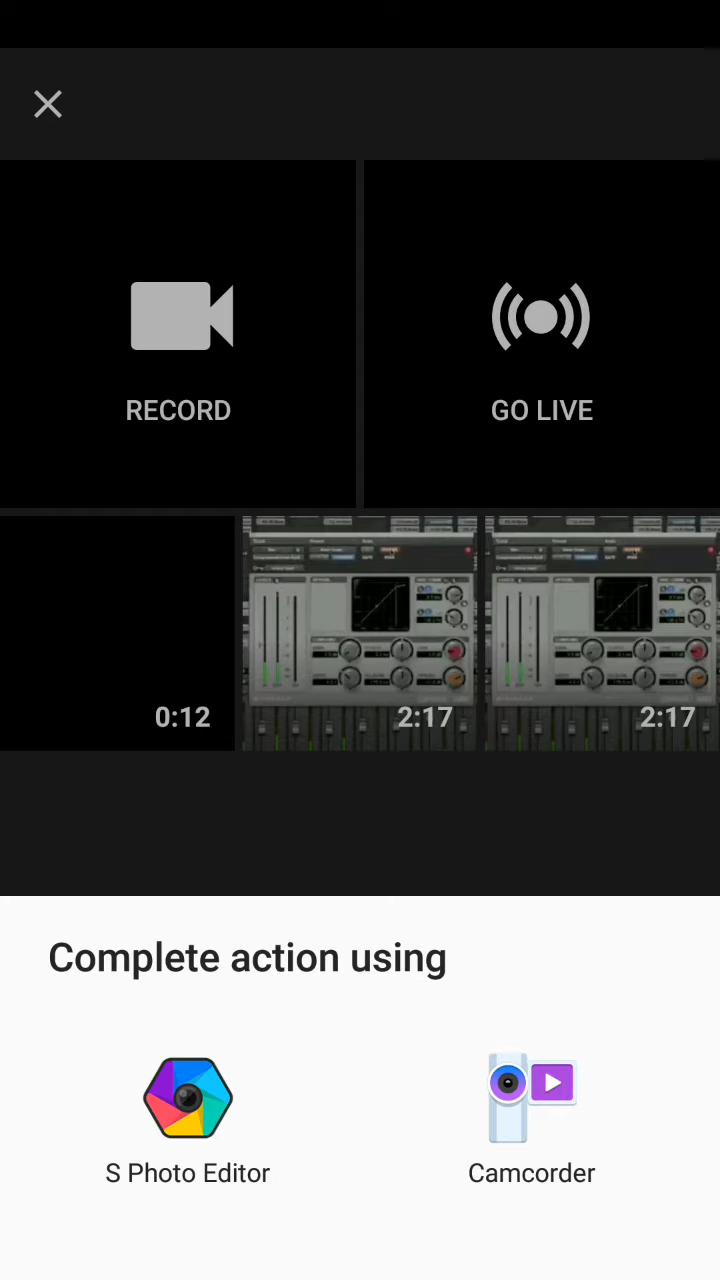 RECORD
GO LIVE
0:12
2:17
2:17
Complete action using
S Photo Editor
Camcorder